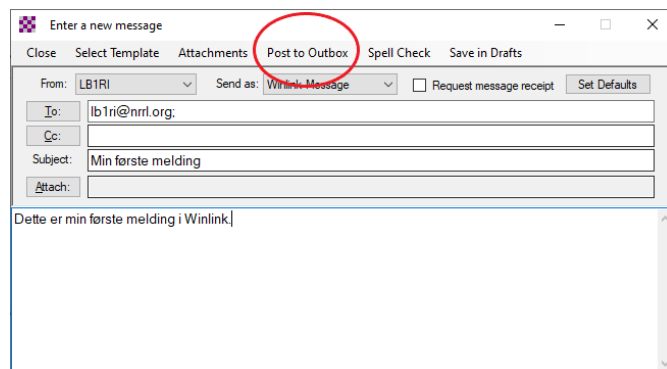 Enter a new message
Close Select Template Attachments Post to Outbox Spell Check Save in Drafts
From: LB1RI Send as: Winlink Message Request message receipt Set Defaults
To: lb1ri@nrrl.org;
Cc:
Subject: Min første melding
Attach:
Dette er min første melding i Winlink.